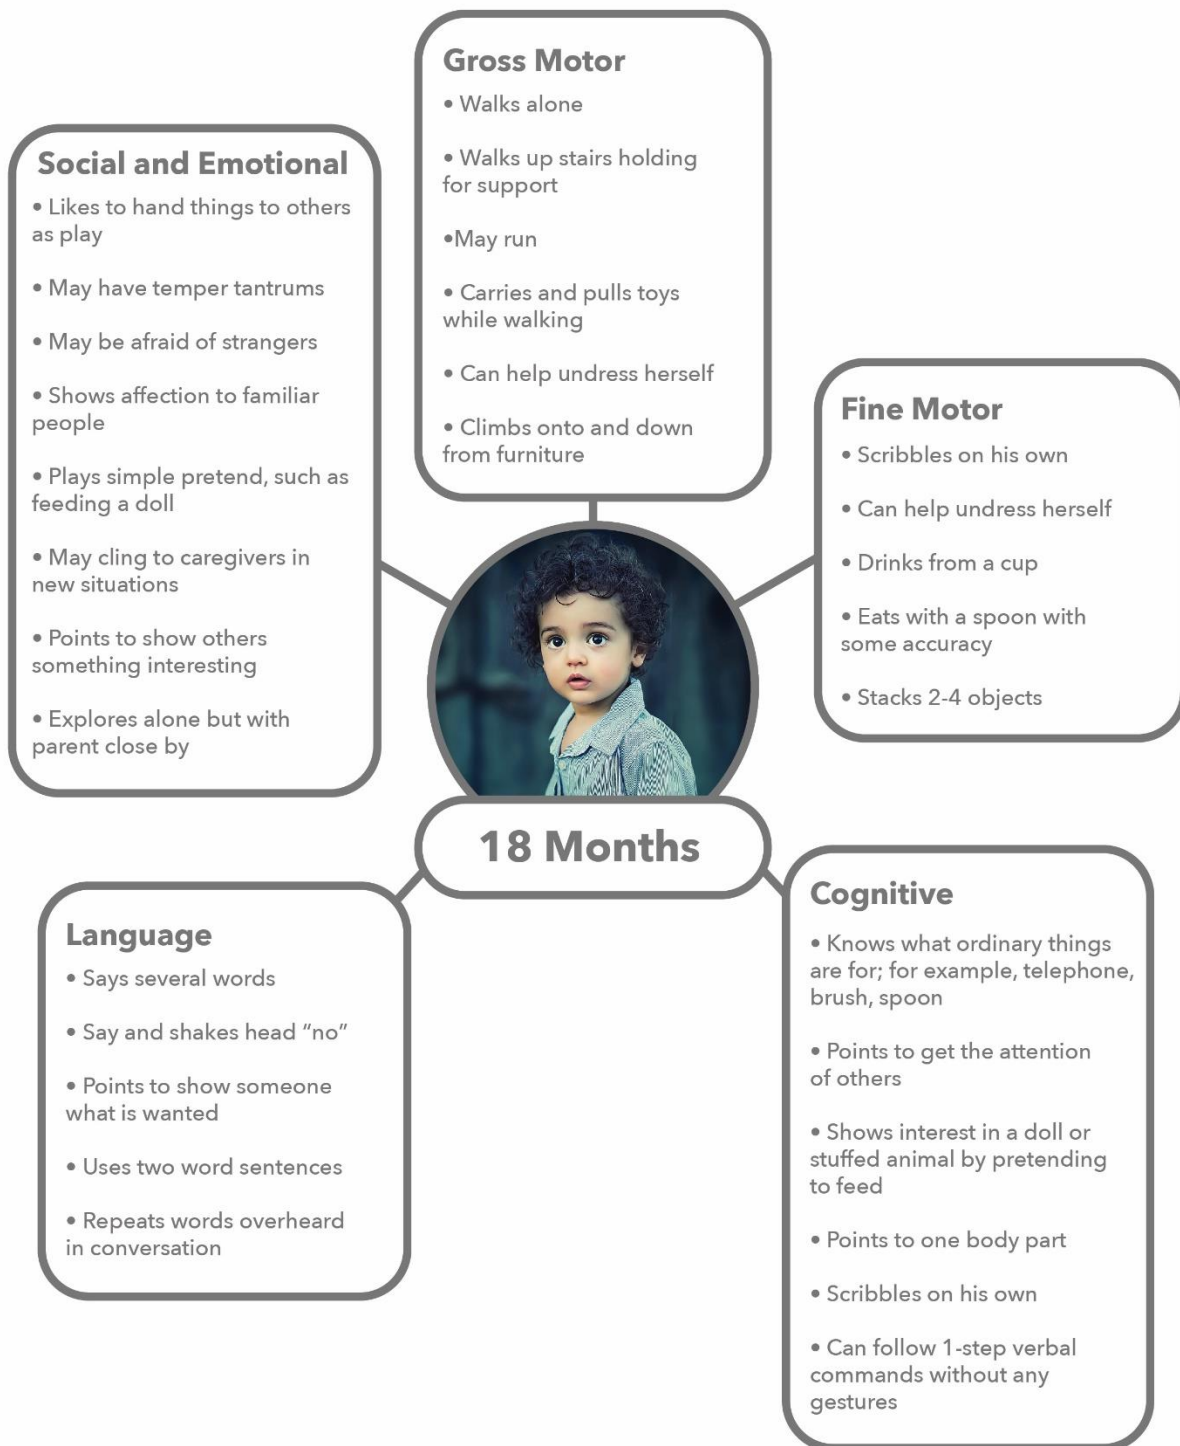 Gross Motor
• Walks alone
• Walks up stairs holding
for support
•May run
• Carries and pulls toys
while walking
• Can help undress herself
• Climbs onto and down
from furniture
Social and Emotional
• Likes to hand things to others
as play
• May have temper tantrums
• May be afraid of strangers
• Shows affection to familiar
people
• Plays simple pretend, such as
feeding a doll
• May cling to caregivers in
new situations
• Points to show others
something interesting
• Explores alone but with
parent close by
Fine Motor
• Scribbles on his own
• Can help undress herself
• Drinks from a cup
• Eats with a spoon with
some accuracy
• Stacks 2-4 objects
18 Months
Language
• Says several words
• Say and shakes head “no”
• Points to show someone
what is wanted
• Uses two word sentences
• Repeats words overheard
in conversation
Cognitive
• Knows what ordinary things
are for; for example, telephone,
brush, spoon
• Points to get the attention
of others
• Shows interest in a doll or
stuffed animal by pretending
to feed
• Points to one body part
• Scribbles on his own
• Can follow 1-step verbal
commands without any
gestures